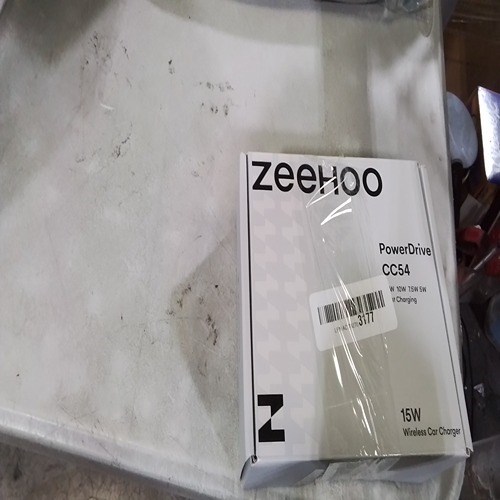 ZeeHOO
PowerDrive
CC54
W 10W 7.5W 5W
r Charging
3177
Z
15W
Wireless Car Charger